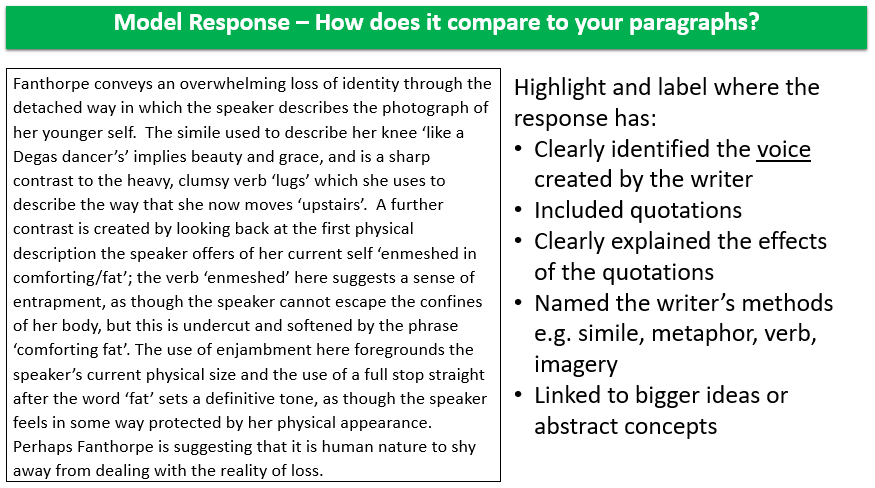 Model Response – How does it compare to your paragraphs?
Fanthorpe conveys an overwhelming loss of identity through the
detached way in which the speaker describes the photograph of
her younger self.  The simile used to describe her knee ‘like a
Degas dancer’s’ implies beauty and grace, and is a sharp
contrast to the heavy, clumsy verb ‘lugs’ which she uses to
describe the way that she now moves ‘upstairs’.  A further
contrast is created by looking back at the first physical
description the speaker offers of her current self ‘enmeshed in
comforting/fat’; the verb ‘enmeshed’ here suggests a sense of
entrapment, as though the speaker cannot escape the confines
of her body, but this is undercut and softened by the phrase
‘comforting fat’. The use of enjambment here foregrounds the
speaker’s current physical size and the use of a full stop straight
after the word ‘fat’ sets a definitive tone, as though the speaker
feels in some way protected by her physical appearance.
Perhaps Fanthorpe is suggesting that it is human nature to shy
away from dealing with the reality of loss.
Highlight and label where the
response has:
• Clearly identified the voice
created by the writer
• Included quotations
• Clearly explained the effects
of the quotations
• Named the writer’s methods
e.g. simile, metaphor, verb,
imagery
• Linked to bigger ideas or
abstract concepts